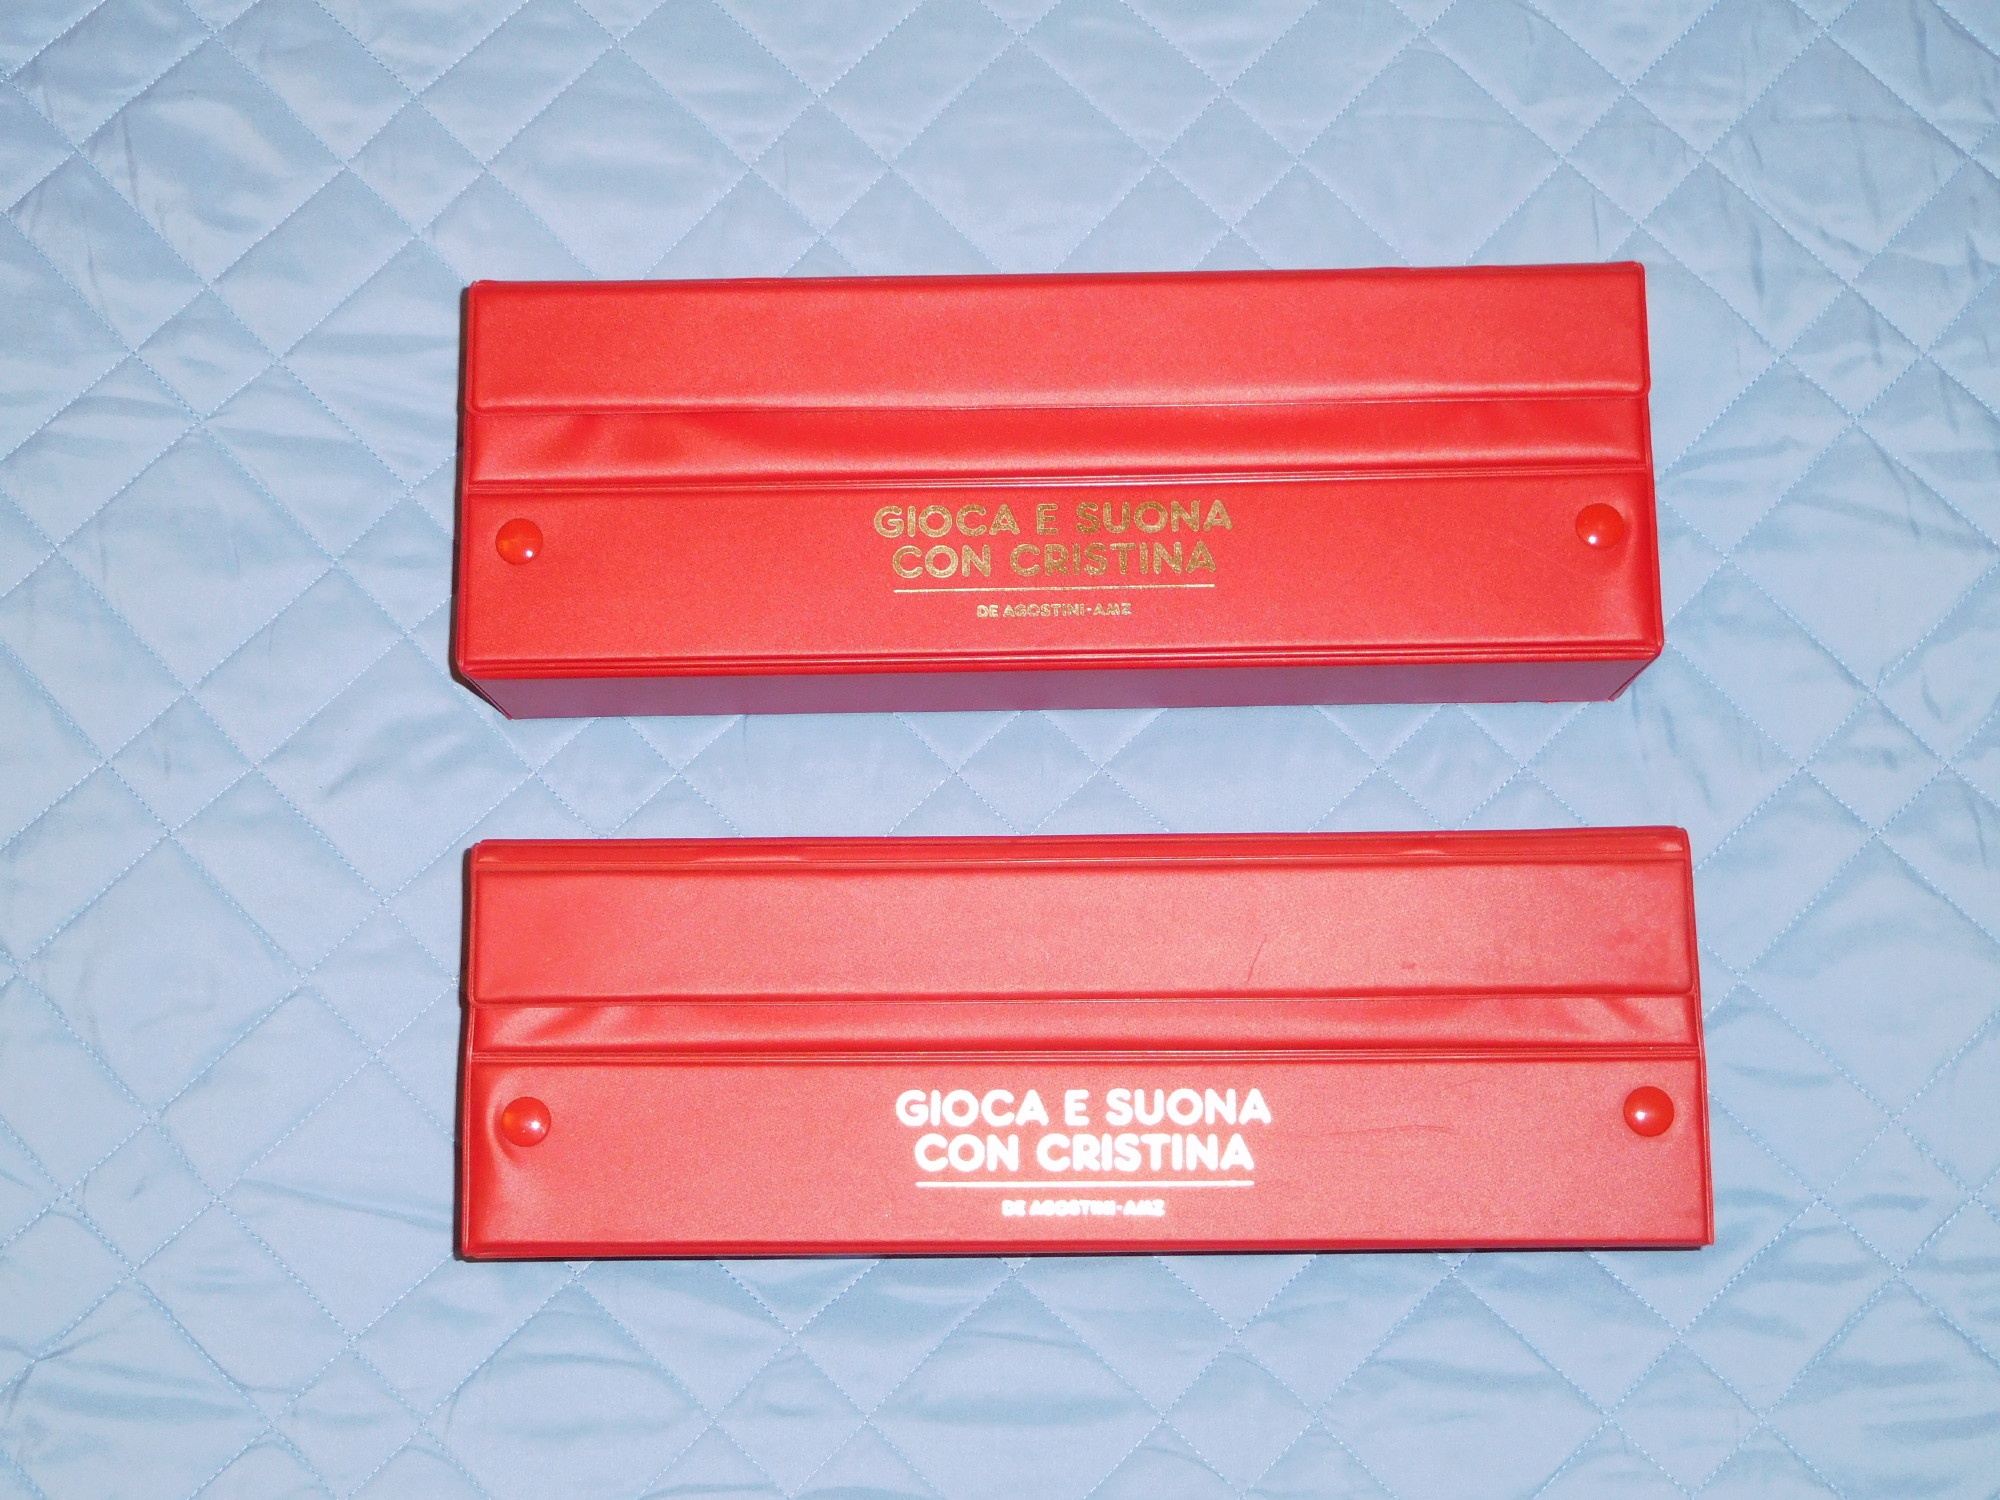 GIOCA E SUONA
CON CRISTINA
DE AGOSTINI-AMZ
GIOCA E SUONA
CON CRISTINA
DE AGOSTINI-AMZ